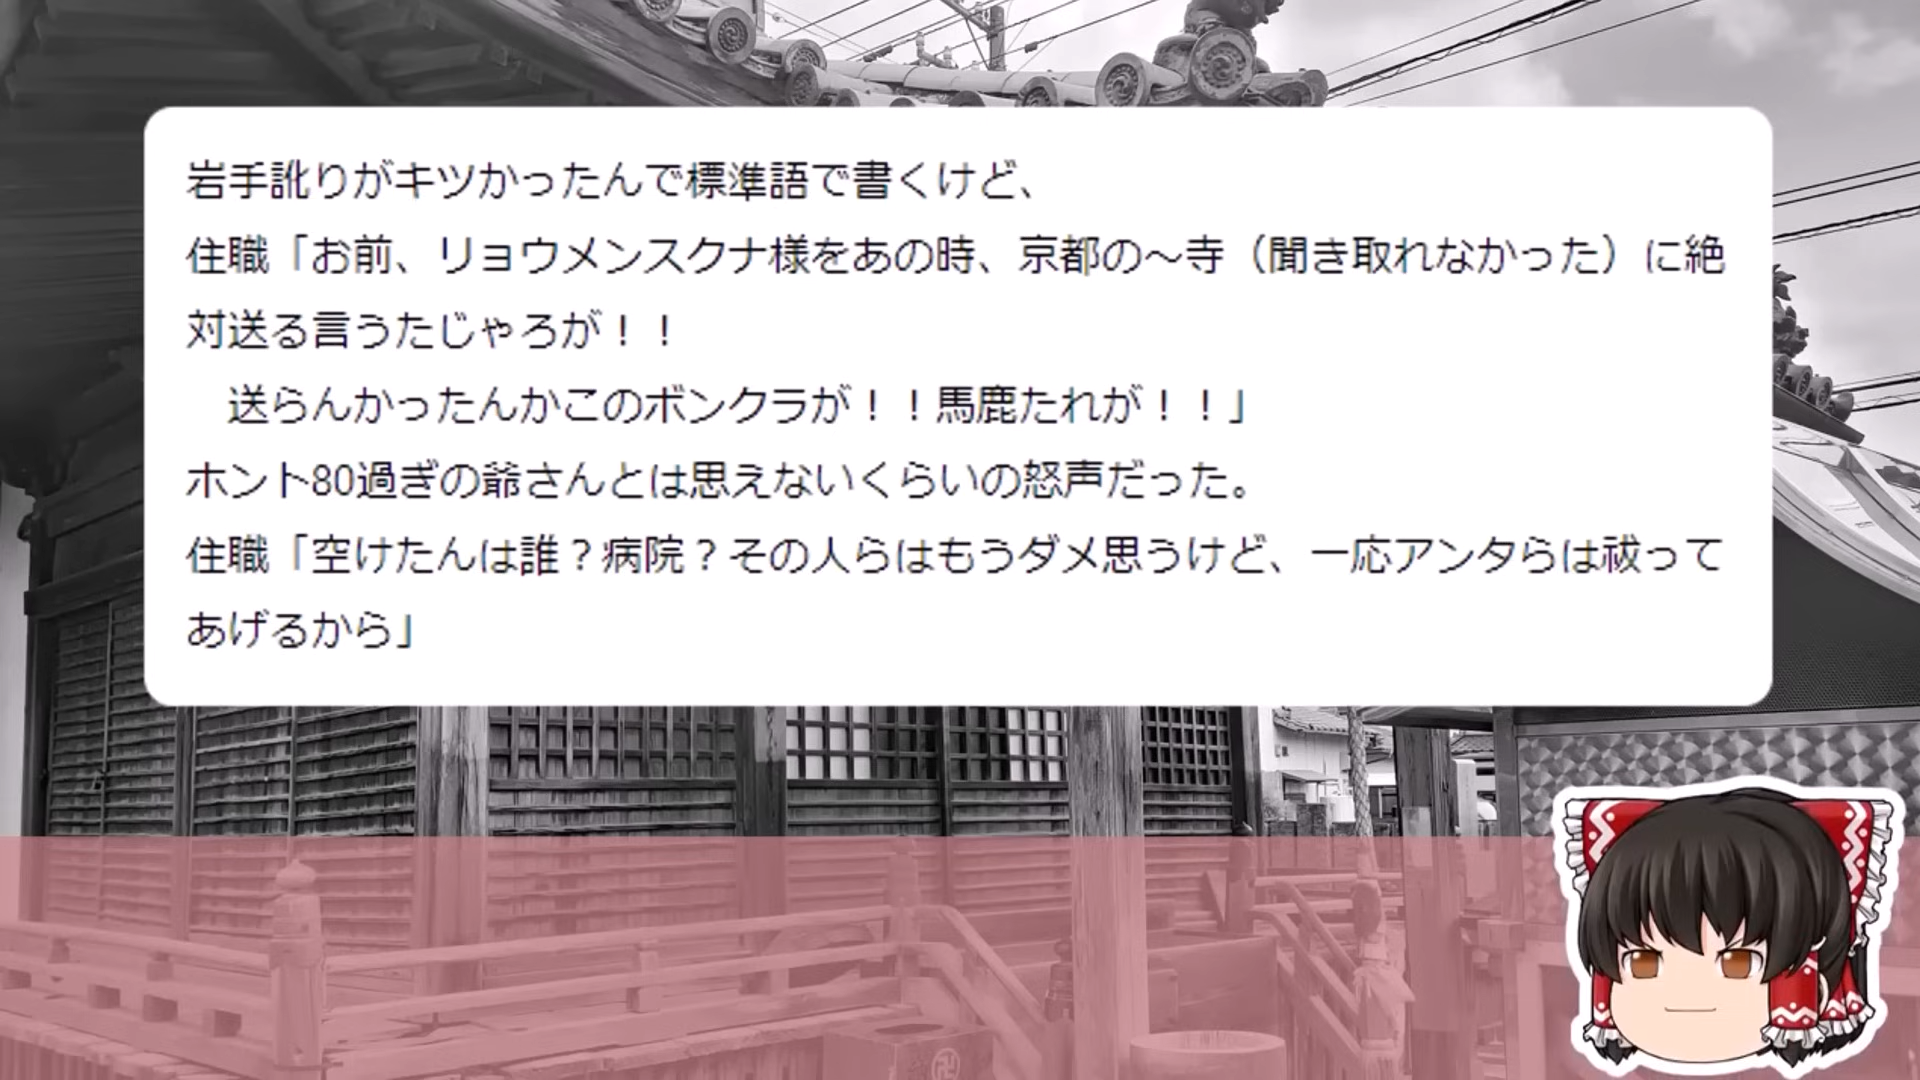 岩手訛りがキツかったんで標準語で書くけど、
住職「お前、リョウメンスクナ様をあの時、京都の～寺（聞き取れなかった）に絶
対送る言うたじゃろが！！
　送らんかったんかこのボンクラが！！馬鹿たれが！！」
ホント80過ぎの爺さんとは思えないくらいの怒声だった。
住職「空けたんは誰？病院？その人らはもうダメ思うけど、一応アンタらは祓って
あげるから」